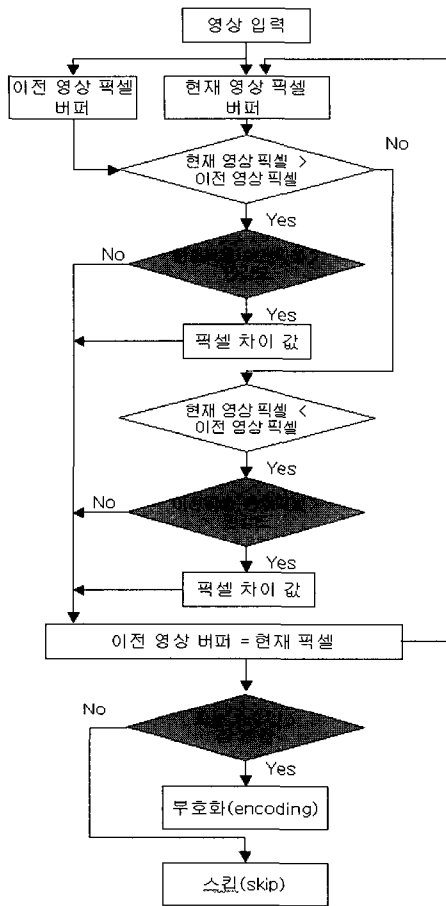 영상 입력
이전 영상 픽셀
버퍼
현재 영상 픽셀
버퍼
현재 영상 픽셀 >
이전 영상 픽셀
No
Yes
No
Yes
픽셀 차이 값
현재 영상 픽셀 <
이전 영상 픽셀
Yes
No
Yes
픽셀 차이 값
이전 영상 버퍼 = 현재 픽셀
No
Yes
부호화(encoding)
스킵(skip)